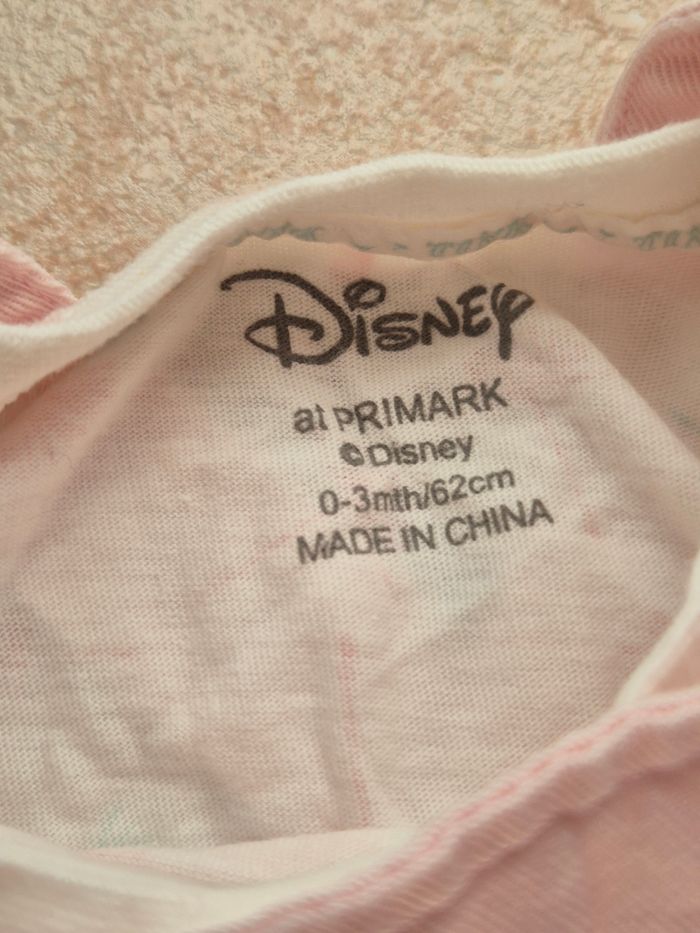 Disney
at PRIMARK
©Disney
0-3mth/62cm
MADE IN CHINA